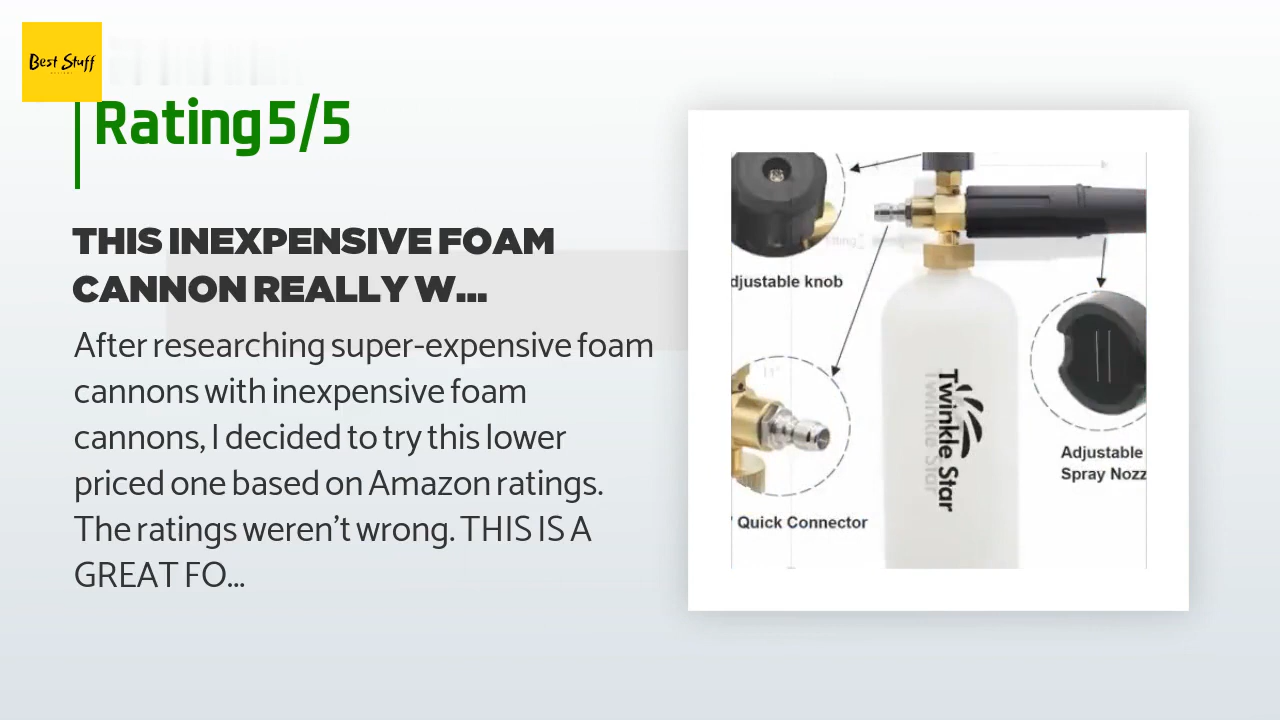 Best Stuff
Rating 5/5
THIS INEXPENSIVE FOAM
CANNON REALLY W...
After researching super-expensive foam
cannons with inexpensive foam
cannons, I decided to try this lower
priced one based on Amazon ratings.
The ratings weren't wrong. THIS IS A
GREAT FO...
djustable knob
Quick Connector
Twinkle Star
Adjustable
Spray Nozz